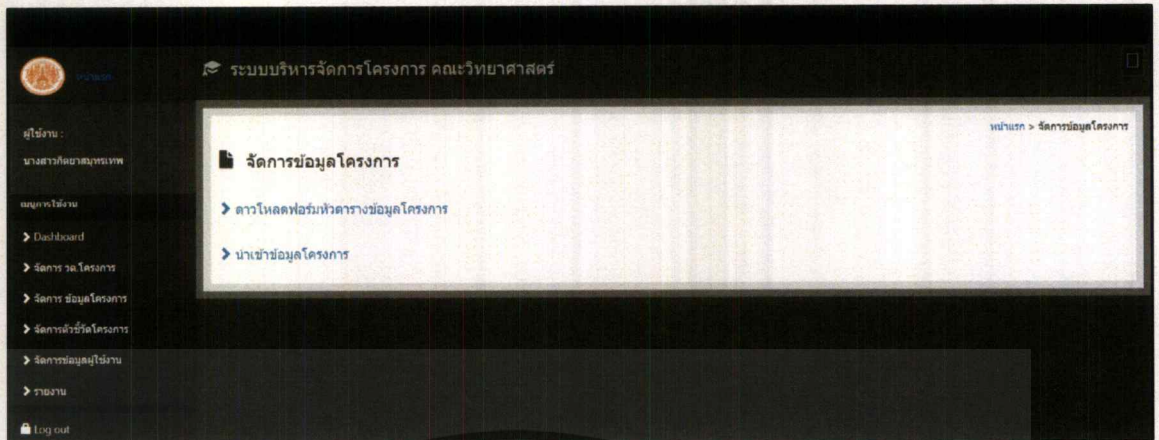 หน้าแรก
ระบบบริหารจัดการโครงการ คณะวิทยาศาสตร์
ผู้ใช้งาน :
นางสาวกิตยาสมุทรเทพ
เมนูการใช้งาน
Dashboard
จัดการ วด.โครงการ
จัดการ ข้อมูลโครงการ
จัดการตัวชี้วัดโครงการ
จัดการข้อมูลผู้ใช้งาน
รายงาน
Log out
หน้าแรก > จัดการข้อมูลโครงการ
จัดการข้อมูลโครงการ
ดาวโหลดฟอร์มหัวตารางข้อมูลโครงการ
นำเข้าข้อมูลโครงการ